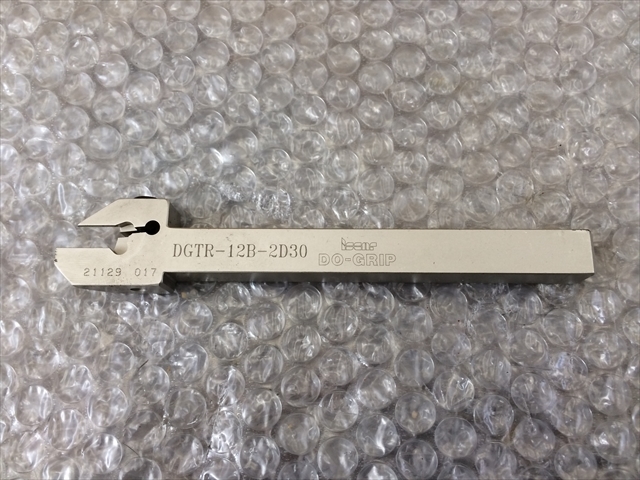 DGTR-12B-2D30
iscar
DO-GRIP
21129 017